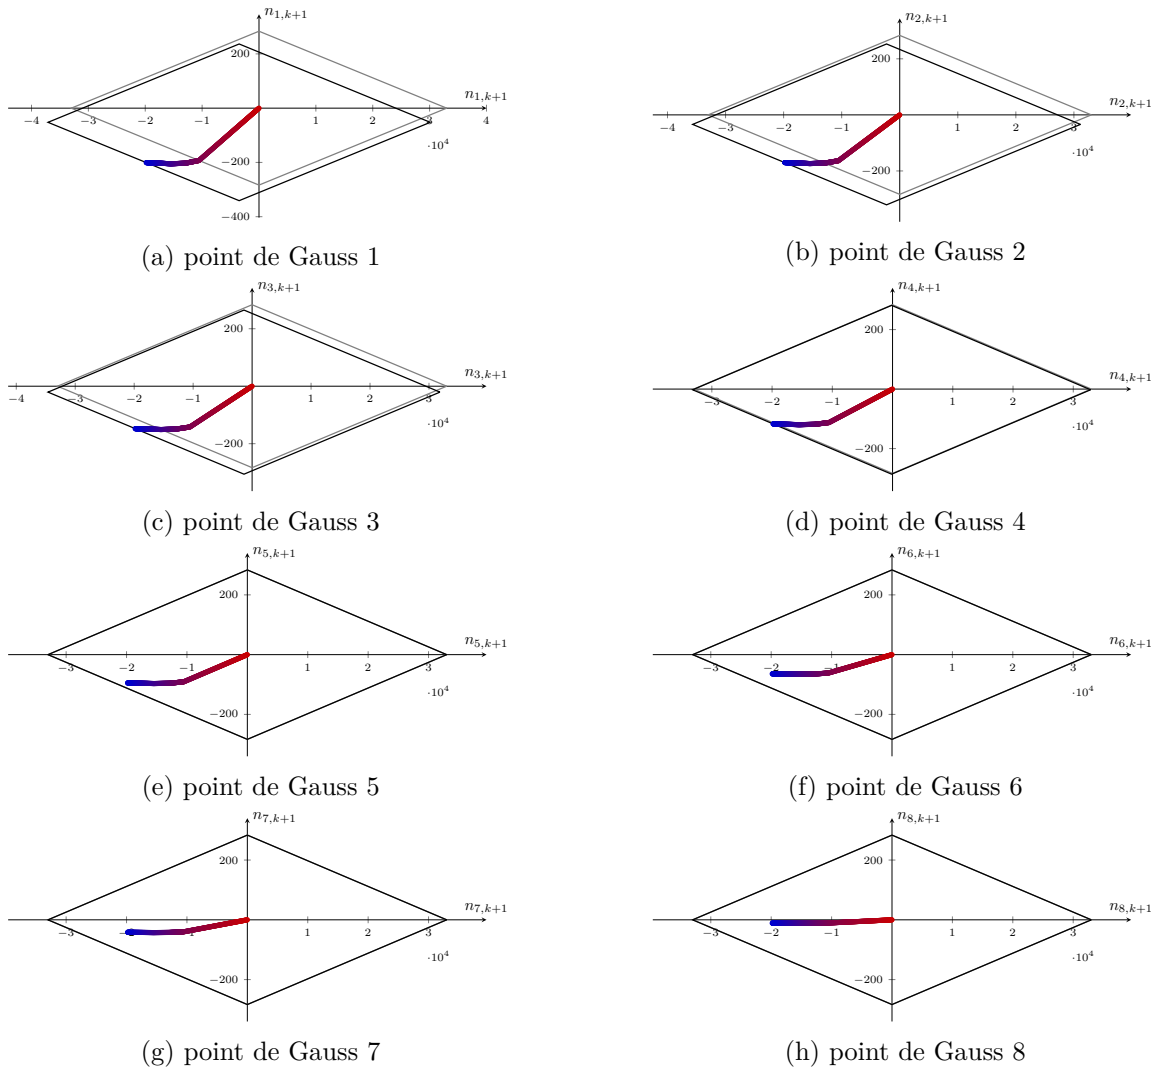 n1,k+1
n2,k+1
200
200
n1,k+1
n2,k+1
−4 −3 −2 −1 1 2 3 4
−2 −1 1 2 3
·10^4
·10^4
−200
−200
−400
(a) point de Gauss 1
(b) point de Gauss 2
n3,k+1
n4,k+1
200
200
n3,k+1
n4,k+1
−4 −3 −2 −1 1 2 3
−3 −2 −1 1 2 3
·10^4
·10^4
−200
−200
(c) point de Gauss 3
(d) point de Gauss 4
n5,k+1
n6,k+1
200
200
n5,k+1
n6,k+1
−3 −2 −1 1 2 3
−3 −2 −1 1 2 3
·10^4
·10^4
−200
−200
(e) point de Gauss 5
(f) point de Gauss 6
n7,k+1
n8,k+1
200
200
n7,k+1
n8,k+1
−3 −2 −1 1 2 3
−3 −2 −1 1 2 3
·10^4
·10^4
−200
−200
(g) point de Gauss 7
(h) point de Gauss 8